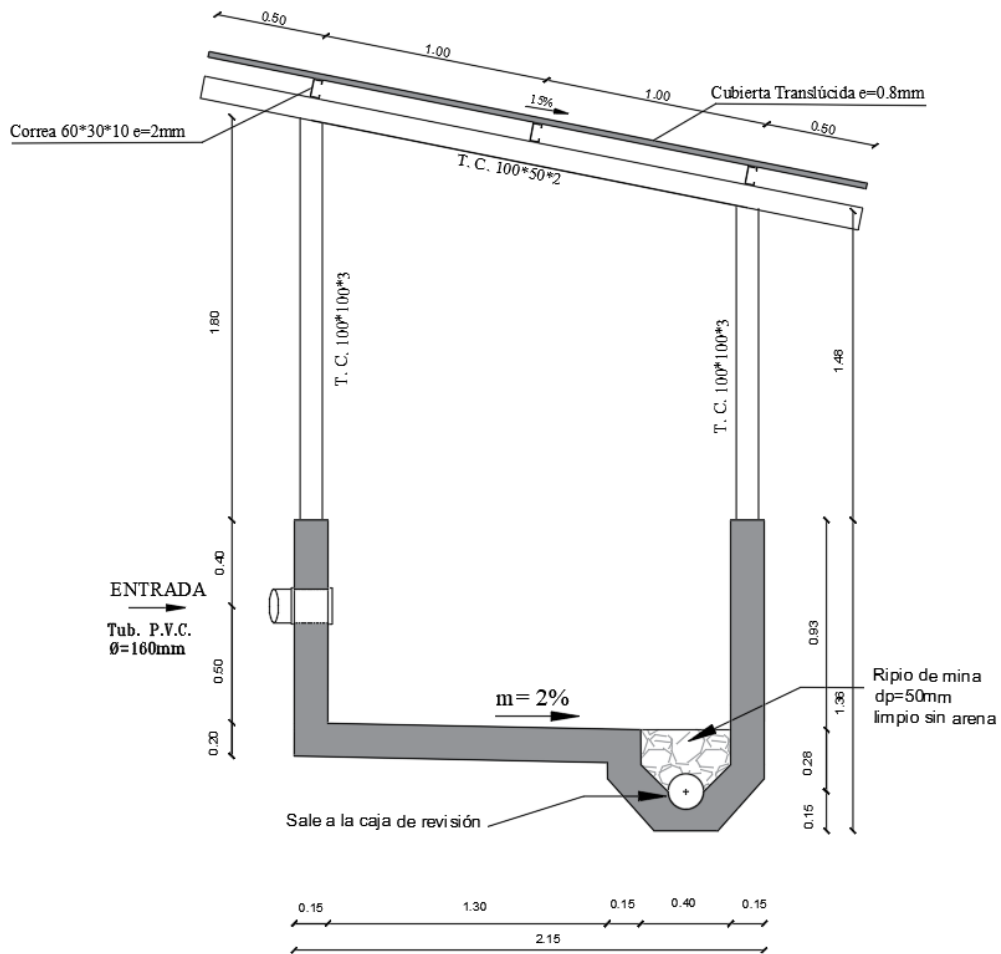 0.50
1.00
1.00
0.50
15%
Cubierta Translúcida e=0.8mm
Correa 60*30*10 e=2mm
T. C. 100*50*2
1.80
T. C. 100*100*3
T. C. 100*100*3
1.48
0.40
ENTRADA
Tub. P.V.C.
Ø=160mm
0.50
0.20
m= 2%
0.93
1.36
Ripio de mina
dp=50mm
limpio sin arena
0.28
0.15
Sale a la caja de revisión
0.15
1.30
0.15
0.40
0.15
2.15